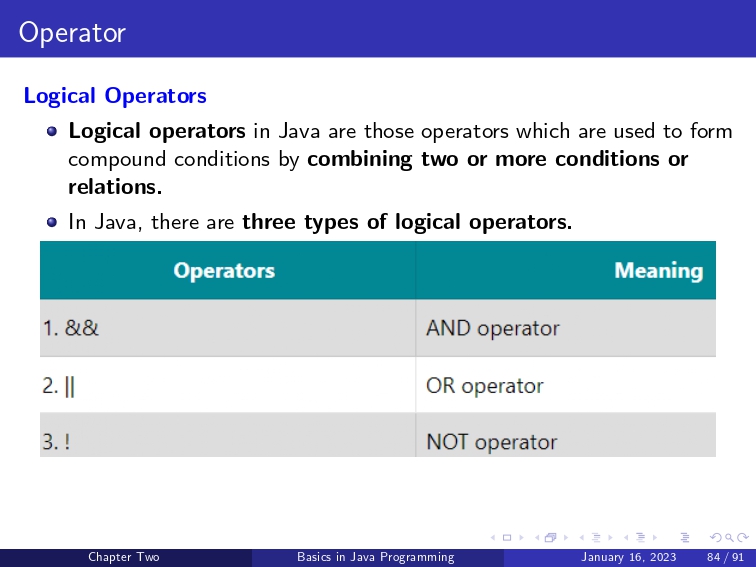 Operator
Logical Operators
Logical operators in Java are those operators which are used to form
compound conditions by combining two or more conditions or
relations.
In Java, there are three types of logical operators.
Operators Meaning
1. && AND operator
2. || OR operator
3. ! NOT operator
Chapter Two Basics in Java Programming January 16, 2023 84 / 91